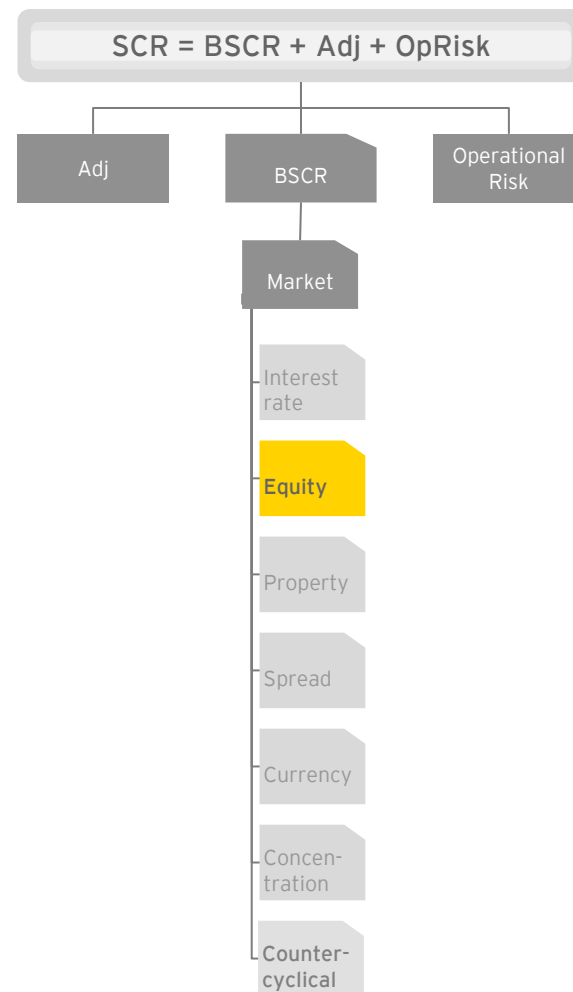 SCR = BSCR + Adj + OpRisk
Adj
BSCR
Operational
Risk
Market
Interest
rate
Equity
Property
Spread
Currency
Concen-
tration
Counter-
cyclical